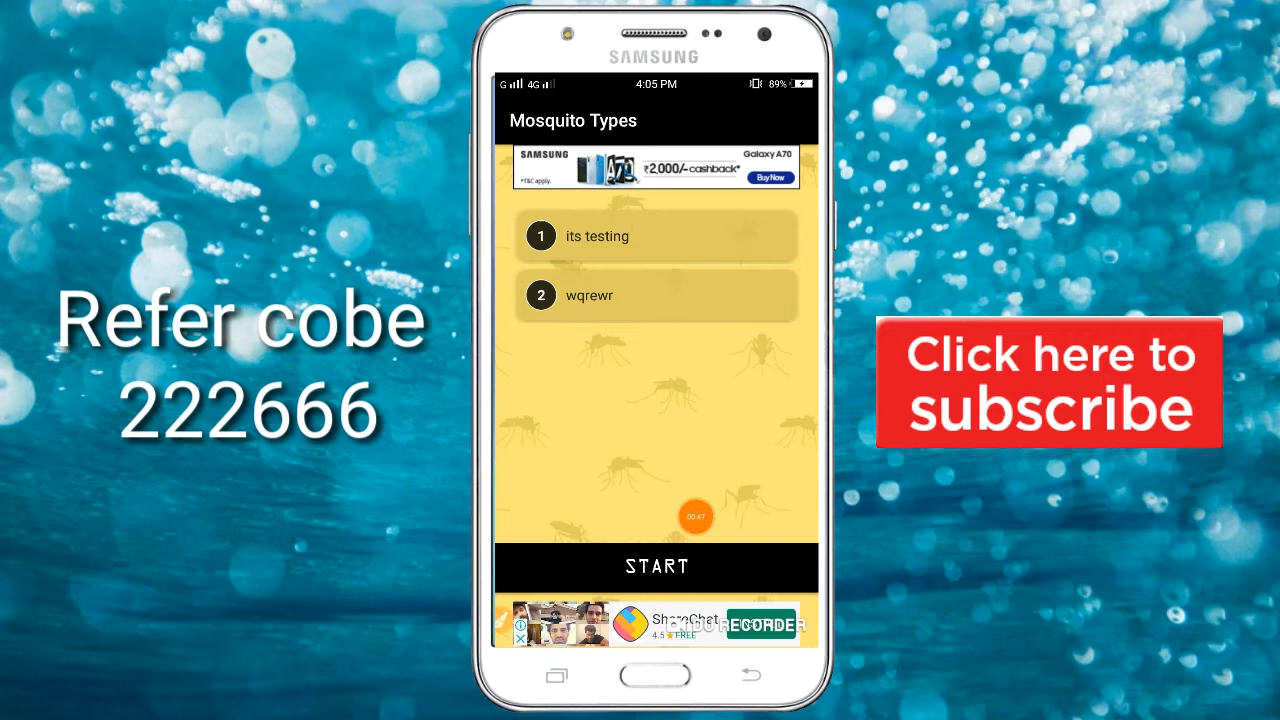 Refer cobe
222666
SAMSUNG
G 4G 4:05 PM 89%
Mosquito Types
SAMSUNG
*T&C apply.
A70
₹2,000/-cashback*
Galaxy A70
Buy Now
1 its testing
2 wqrewr
00:47
START
ShareChat
4.5 ★ FREE
DU RECORDER
Click here to
subscribe